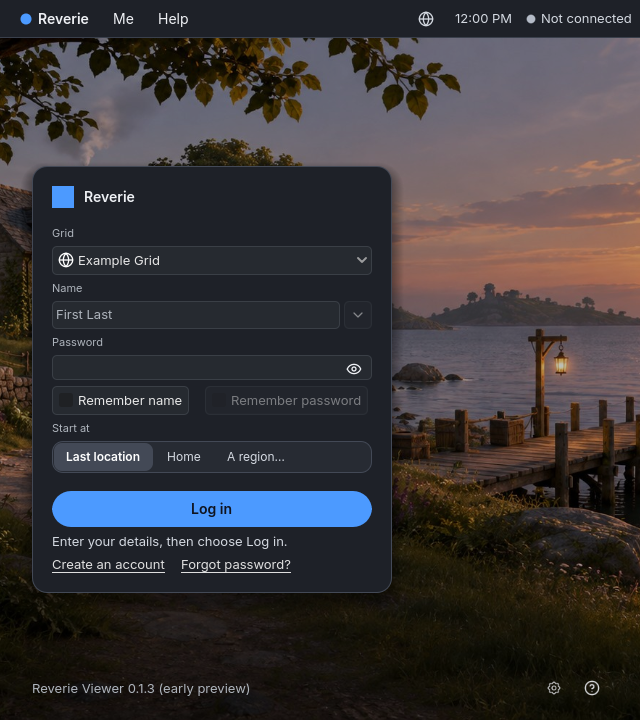 Reverie Me Help 12:00 PM Not connected
Reverie
Grid
Example Grid
Name
First Last
Password
Remember name Remember password
Start at
Last location Home A region...
Log in
Enter your details, then choose Log in.
Create an account Forgot password?
Reverie Viewer 0.1.3 (early preview)